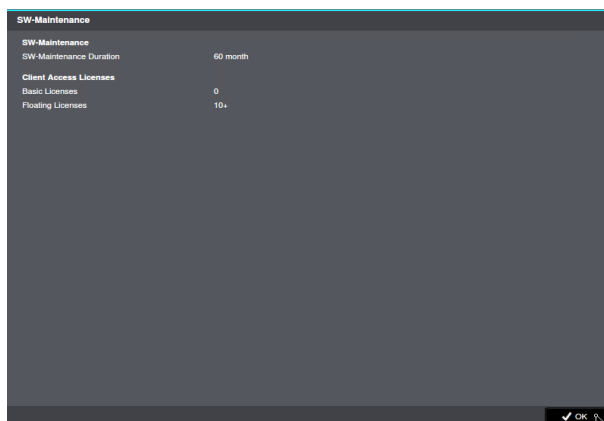 SW-Maintenance
SW-Maintenance
SW-Maintenance Duration 60 month
Client Access Licenses
Basic Licenses 0
Floating Licenses 10+
OK